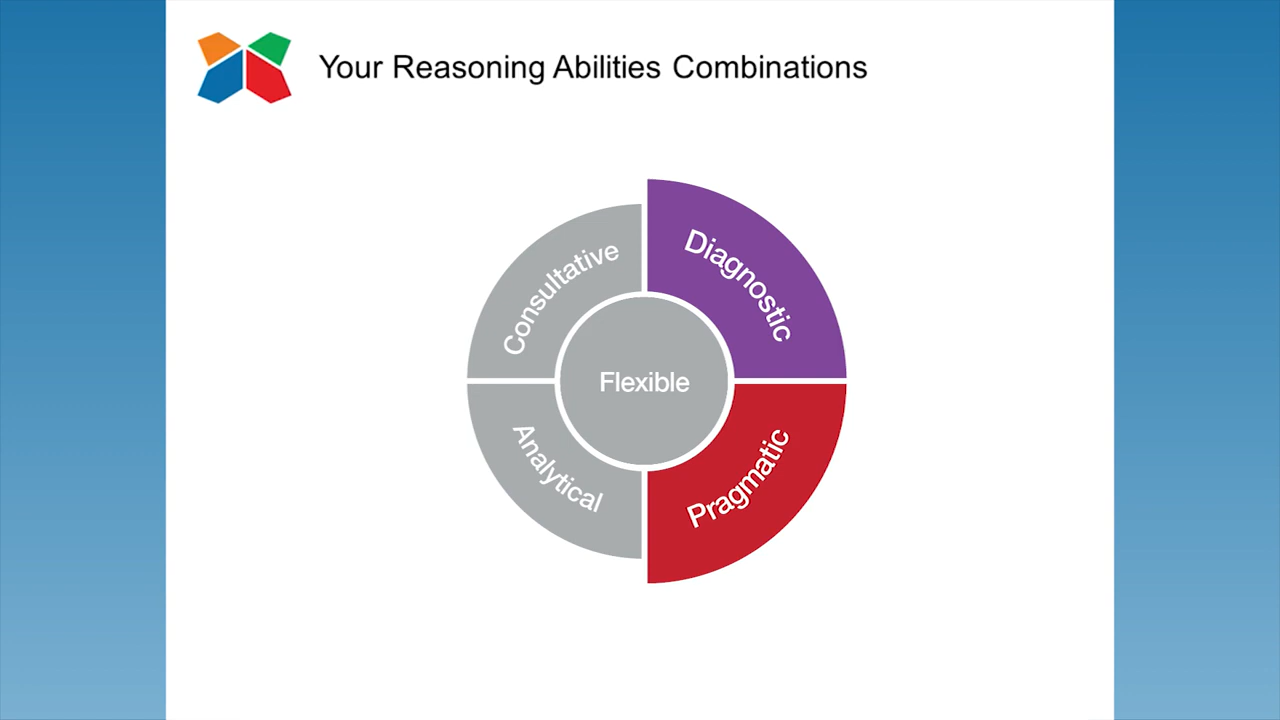 Your Reasoning Abilities Combinations
Consultative
Diagnostic
Flexible
Analytical
Pragmatic